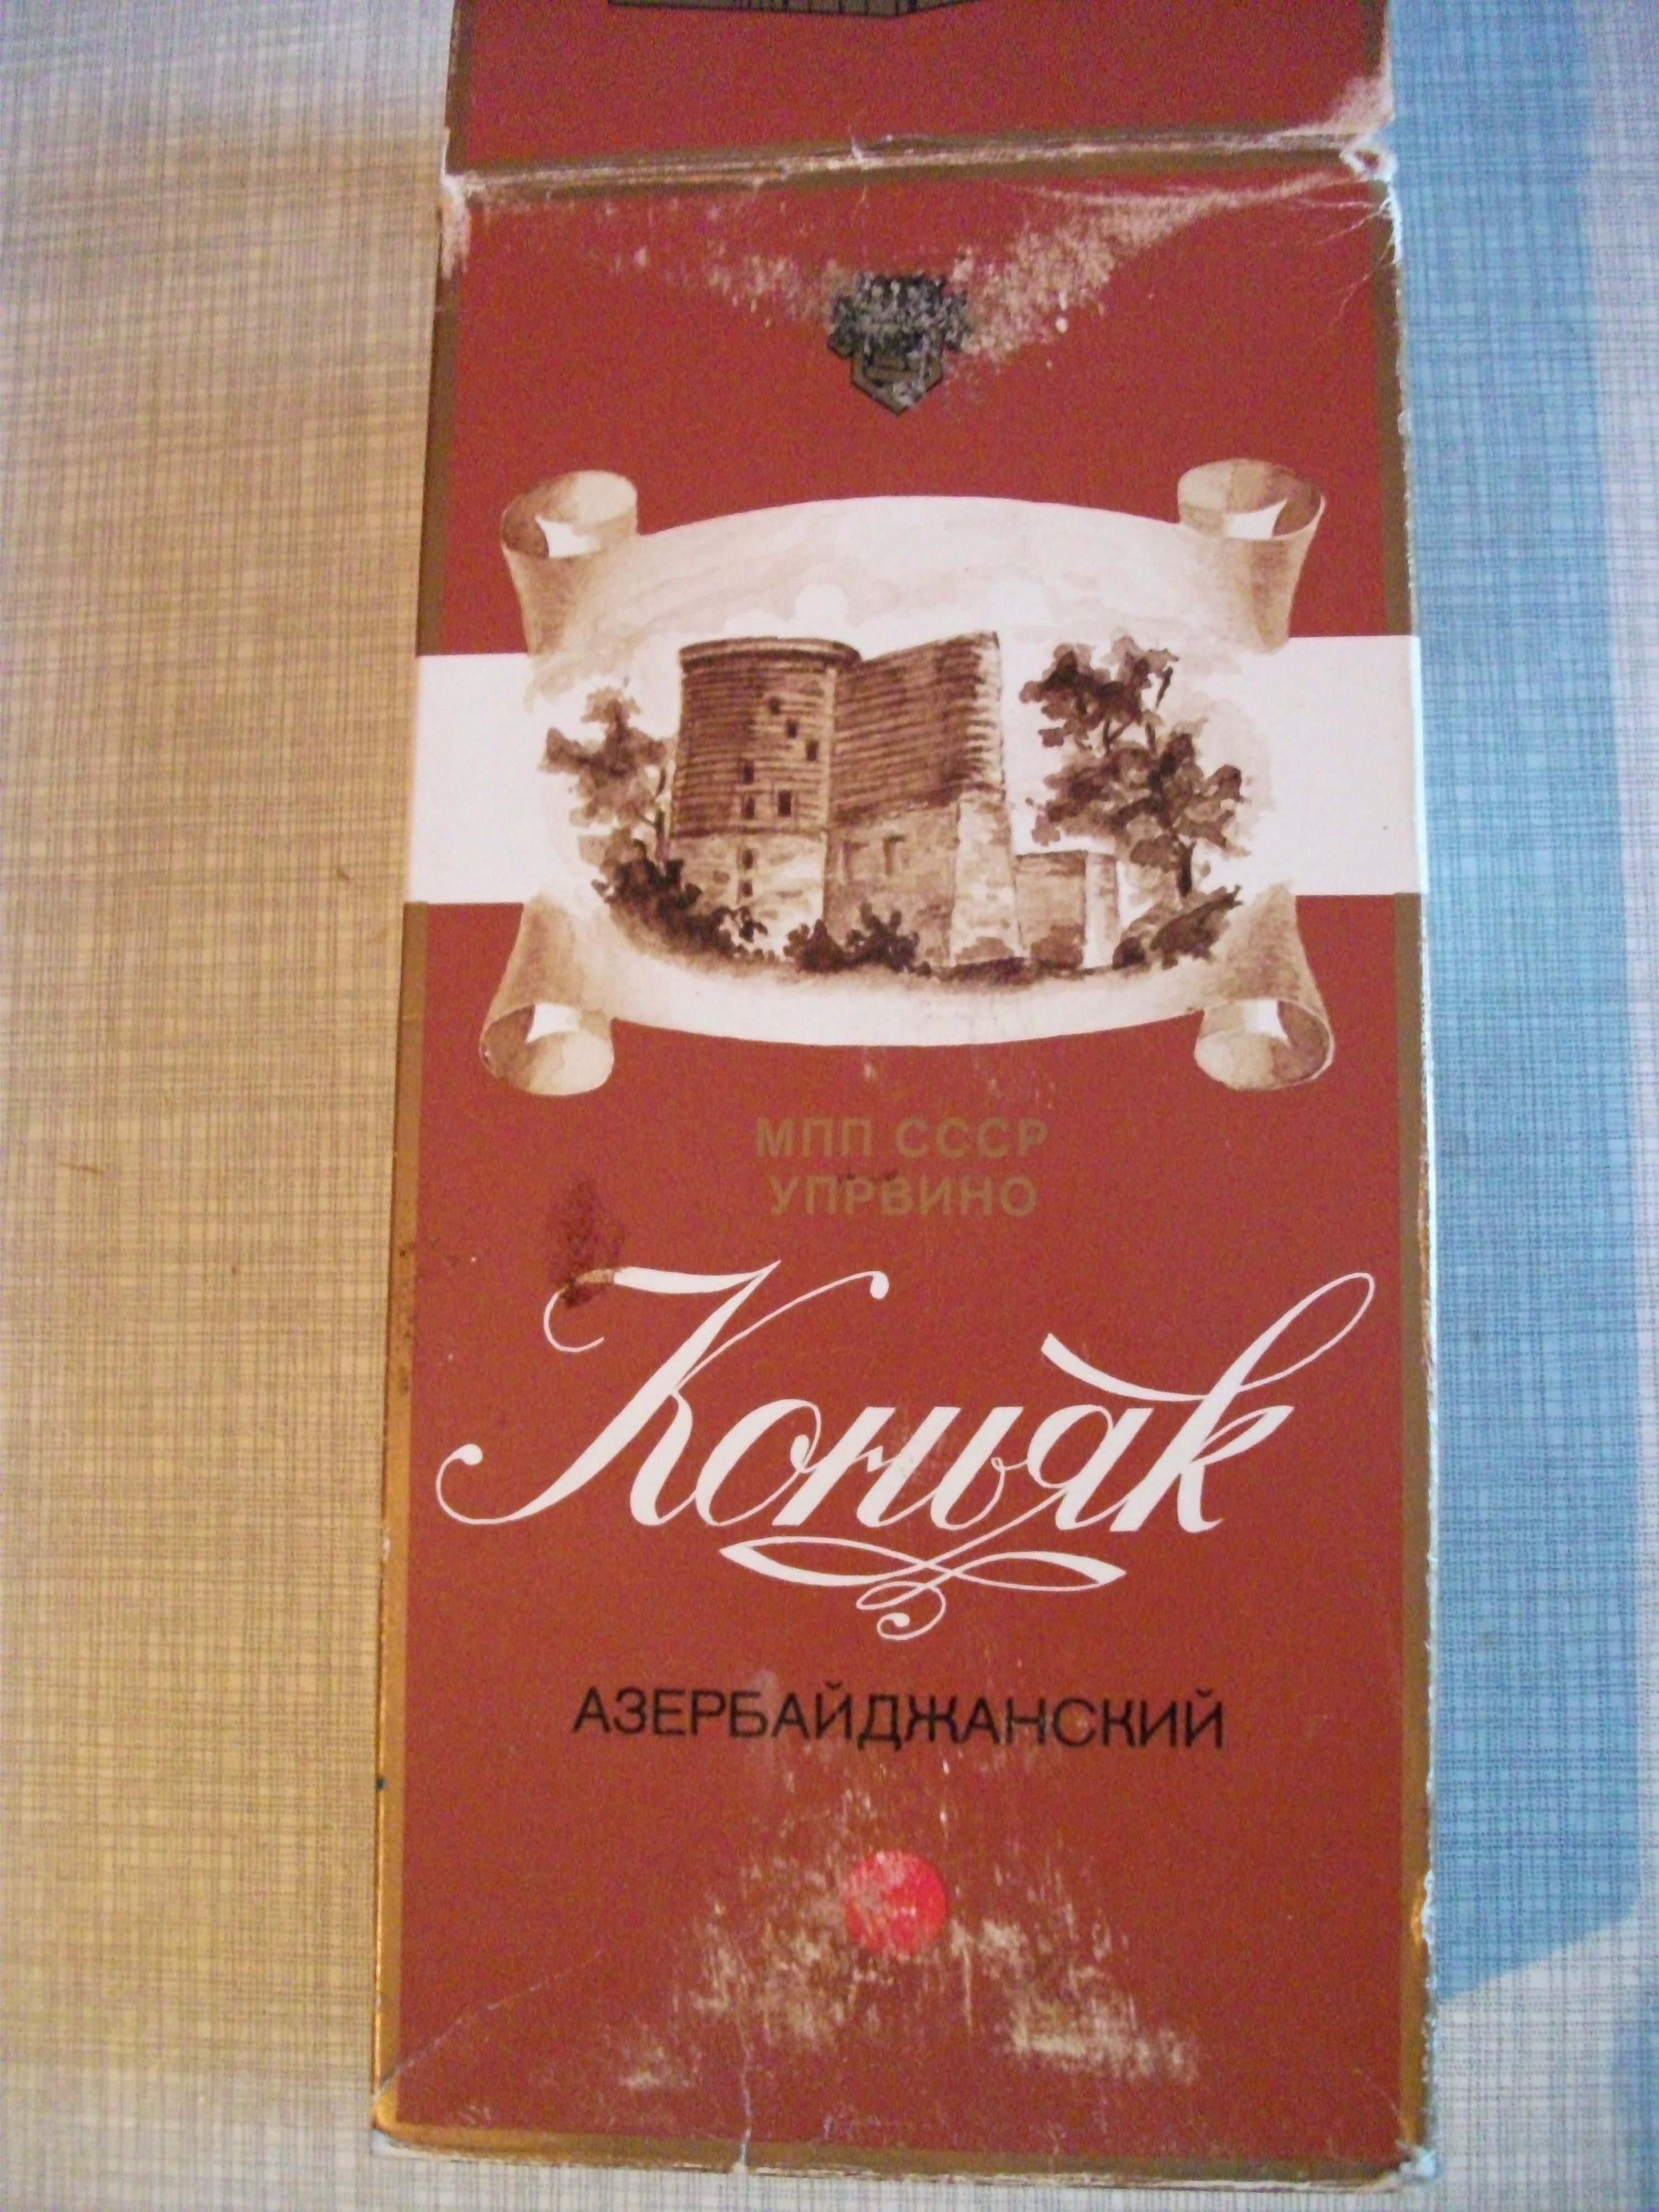 МПП СССР
УПРВИНО
Коньяк
АЗЕРБАЙДЖАНСКИЙ